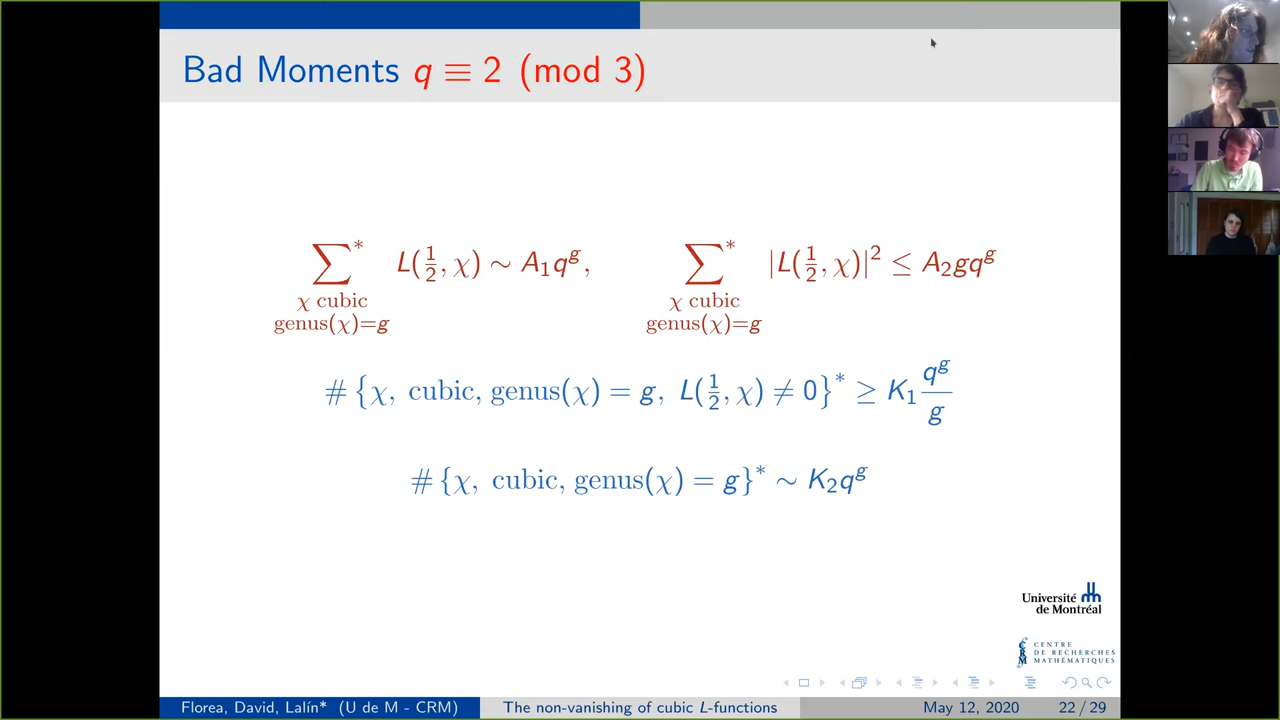 Bad Moments q ≡ 2 (mod 3)
∑* χ cubic genus(χ)=g L(1/2, χ) ∼ A₁q^g, ∑* χ cubic genus(χ)=g |L(1/2, χ)|² ≤ A₂gq^g
# {χ, cubic, genus(χ) = g, L(1/2, χ) ≠ 0}* ≥ K₁ q^g/g
# {χ, cubic, genus(χ) = g}* ∼ K₂q^g
Université
de Montréal
CRM
CENTRE
DE RECHERCHES
MATHÉMATIQUES
Florea, David, Lalín* (U de M - CRM) The non-vanishing of cubic L-functions May 12, 2020 22 / 29